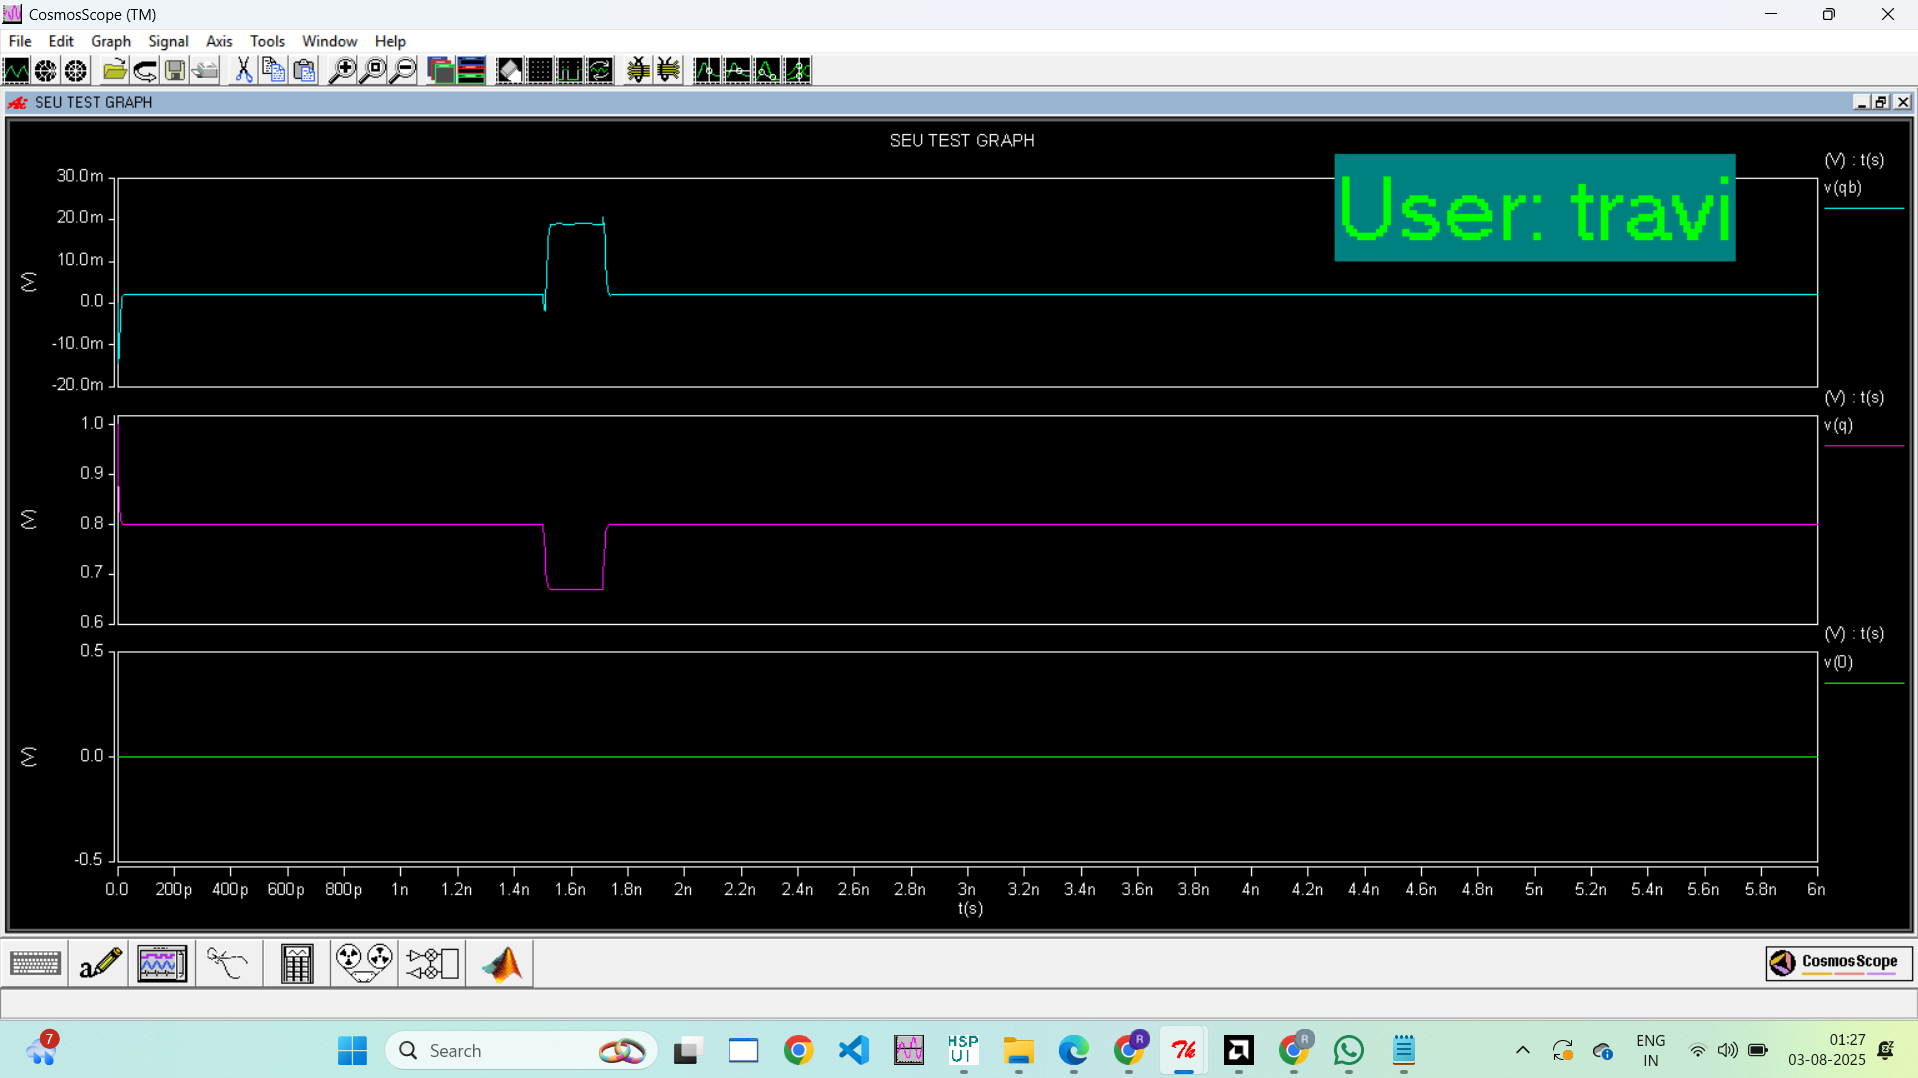 CosmosScope (TM)
File Edit Graph Signal Axis Tools Window Help
SEU TEST GRAPH
SEU TEST GRAPH
User: travi
(V) : t(s)
v(qb)
30.0m
20.0m
10.0m
0.0
-10.0m
-20.0m
(V)
(V) : t(s)
v(q)
1.0
0.9
0.8
0.7
0.6
(V)
(V) : t(s)
v(0)
0.5
0.0
-0.5
(V)
0.0 200p 400p 600p 800p 1n 1.2n 1.4n 1.6n 1.8n 2n 2.2n 2.4n 2.6n 2.8n 3n 3.2n 3.4n 3.6n 3.8n 4n 4.2n 4.4n 4.6n 4.8n 5n 5.2n 5.4n 5.6n 5.8n 6n
t(s)
a
CosmosScope
7
Search
HSP
UI
R
R
ENG
IN
01:27
03-08-2025